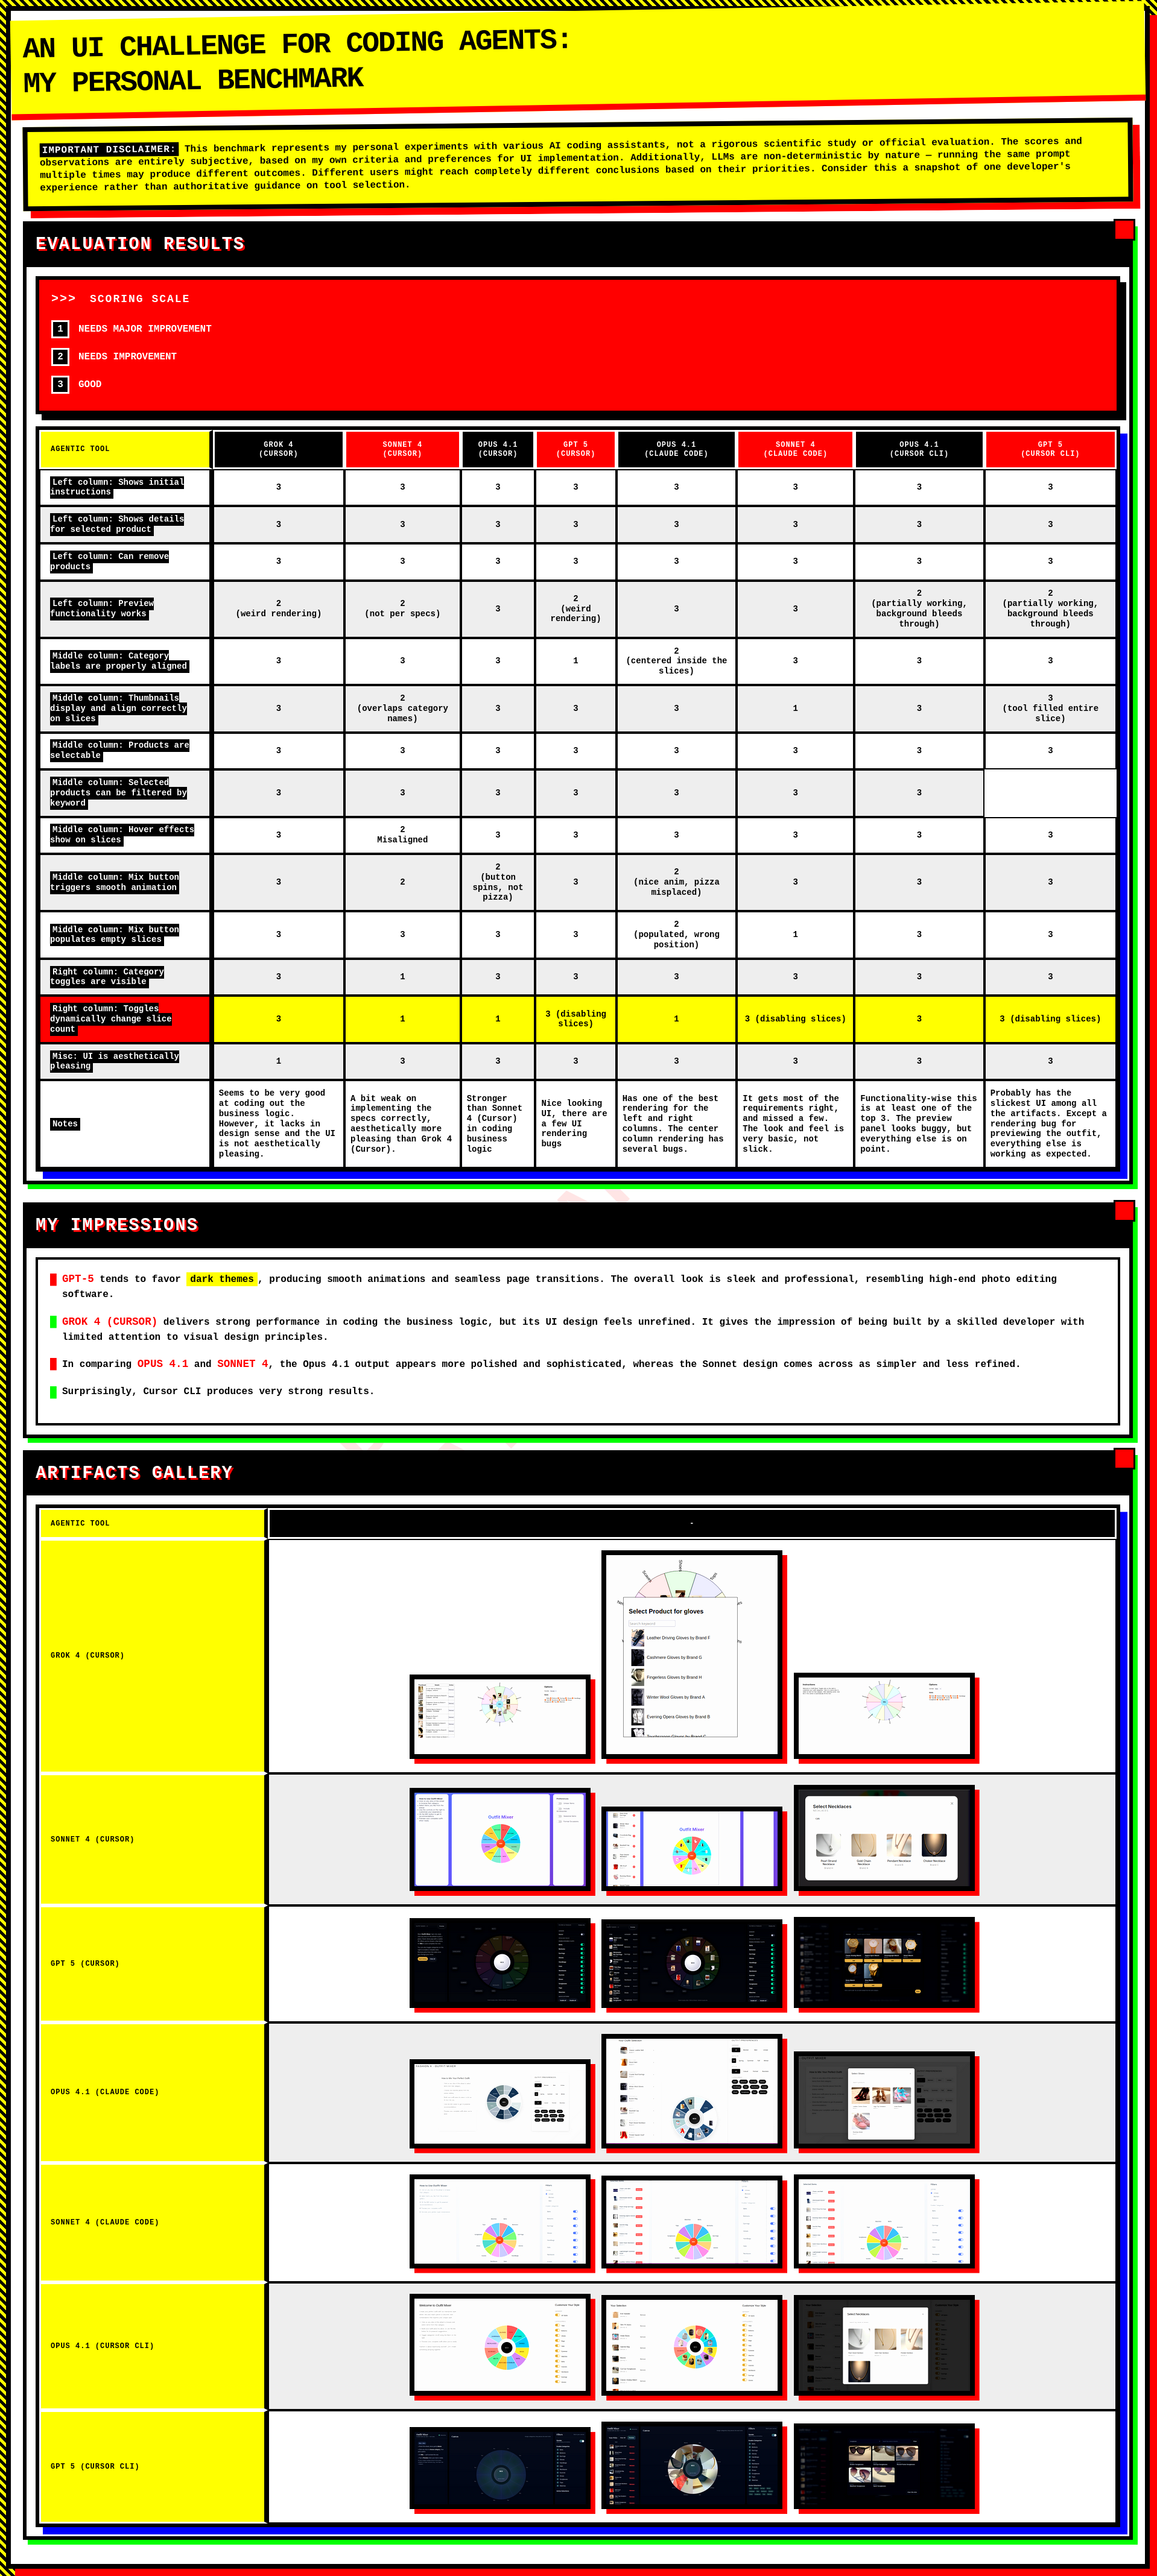 AN UI CHALLENGE FOR CODING AGENTS:
MY PERSONAL BENCHMARK
IMPORTANT DISCLAIMER: This benchmark represents my personal experiments with various AI coding assistants, not a rigorous scientific study or official evaluation. The scores and
observations are entirely subjective, based on my own criteria and preferences for UI implementation. Additionally, LLMs are non-deterministic by nature — running the same prompt
multiple times may produce different outcomes. Different users might reach completely different conclusions based on their priorities. Consider this a snapshot of one developer's
experience rather than authoritative guidance on tool selection.
EVALUATION RESULTS
>>> SCORING SCALE
1 NEEDS MAJOR IMPROVEMENT
2 NEEDS IMPROVEMENT
3 GOOD
AGENTIC TOOL
GROK 4
(CURSOR)
SONNET 4
(CURSOR)
OPUS 4.1
(CURSOR)
GPT 5
(CURSOR)
OPUS 4.1
(CLAUDE CODE)
SONNET 4
(CLAUDE CODE)
OPUS 4.1
(CURSOR CLI)
GPT 5
(CURSOR CLI)
Left column: Shows initial
instructions
3 3 3 3 3 3 3 3
Left column: Shows details
for selected product
3 3 3 3 3 3 3 3
Left column: Can remove
products
3 3 3 3 3 3 3 3
Left column: Preview
functionality works
2
(weird rendering)
2
(not per specs)
3
2
(weird
rendering)
3
3
2
(partially working,
background bleeds
through)
2
(partially working,
background bleeds
through)
Middle column: Category
labels are properly aligned
3
3
3
1
2
(centered inside the
slices)
3
3
3
Middle column: Thumbnails
display and align correctly
on slices
3
2
(overlaps category
names)
3
3
3
1
3
3
(tool filled entire
slice)
Middle column: Products are
selectable
3 3 3 3 3 3 3 3
Middle column: Selected
products can be filtered by
keyword
3 3 3 3 3 3 3
Middle column: Hover effects
show on slices
3
2
Misaligned
3
3
3
3
3
3
Middle column: Mix button
triggers smooth animation
3
2
2
(button
spins, not
pizza)
3
2
(nice anim, pizza
misplaced)
3
3
3
Middle column: Mix button
populates empty slices
3
3
3
3
2
(populated, wrong
position)
1
3
3
Right column: Category
toggles are visible
3 1 3 3 3 3 3 3
Right column: Toggles
dynamically change slice
count
3
1
1
3 (disabling
slices)
1
3 (disabling slices)
3
3 (disabling slices)
Misc: UI is aesthetically
pleasing
1 3 3 3 3 3 3 3
Notes
Seems to be very good
at coding out the
business logic.
However, it lacks in
design sense and the UI
is not aesthetically
pleasing.
A bit weak on
implementing the
specs correctly,
aesthetically more
pleasing than Grok 4
(Cursor).
Stronger
than Sonnet
4 (Cursor)
in coding
business
logic
Nice looking
UI, there are
a few UI
rendering
bugs
Has one of the best
rendering for the
left and right
columns. The center
column rendering has
several bugs.
It gets most of the
requirements right,
and missed a few.
The look and feel is
very basic, not
slick.
Functionality-wise this
is at least one of the
top 3. The preview
panel looks buggy, but
everything else is on
point.
Probably has the
slickest UI among all
the artifacts. Except a
rendering bug for
previewing the outfit,
everything else is
working as expected.
MY IMPRESSIONS
GPT-5 tends to favor dark themes, producing smooth animations and seamless page transitions. The overall look is sleek and professional, resembling high-end photo editing
software.
GROK 4 (CURSOR) delivers strong performance in coding the business logic, but its UI design feels unrefined. It gives the impression of being built by a skilled developer with
limited attention to visual design principles.
In comparing OPUS 4.1 and SONNET 4, the Opus 4.1 output appears more polished and sophisticated, whereas the Sonnet design comes across as simpler and less refined.
Surprisingly, Cursor CLI produces very strong results.
ARTIFACTS GALLERY
AGENTIC TOOL
-
GROK 4 (CURSOR)
Select Product for gloves
Leather Driving Gloves by Brand F
Cashmere Gloves by Brand G
Fingerless Gloves by Brand H
Winter Wool Gloves by Brand A
Evening Opera Gloves by Brand B
SONNET 4 (CURSOR)
Outfit Mixer
Outfit Mixer
Select Necklaces
GPT 5 (CURSOR)
OPUS 4.1 (CLAUDE CODE)
SONNET 4 (CLAUDE CODE)
OPUS 4.1 (CURSOR CLI)
Welcome to Outfit Mixer
Customize Your Style
Select Necklaces
GPT 5 (CURSOR CLI)